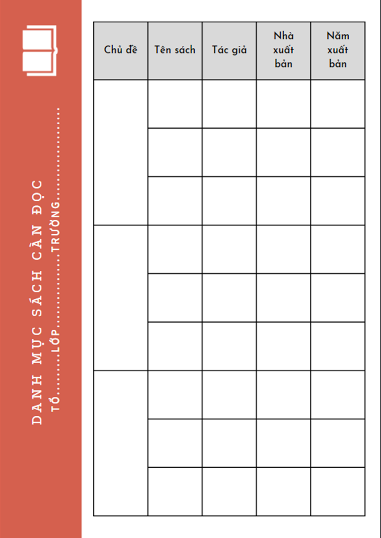 DANH MỤC SÁCH CẦN ĐỌC
TỔ..........LỚP................TRƯỜNG.....................
Chủ đề
Tên sách
Tác giả
Nhà
xuất
bản
Năm
xuất
bản